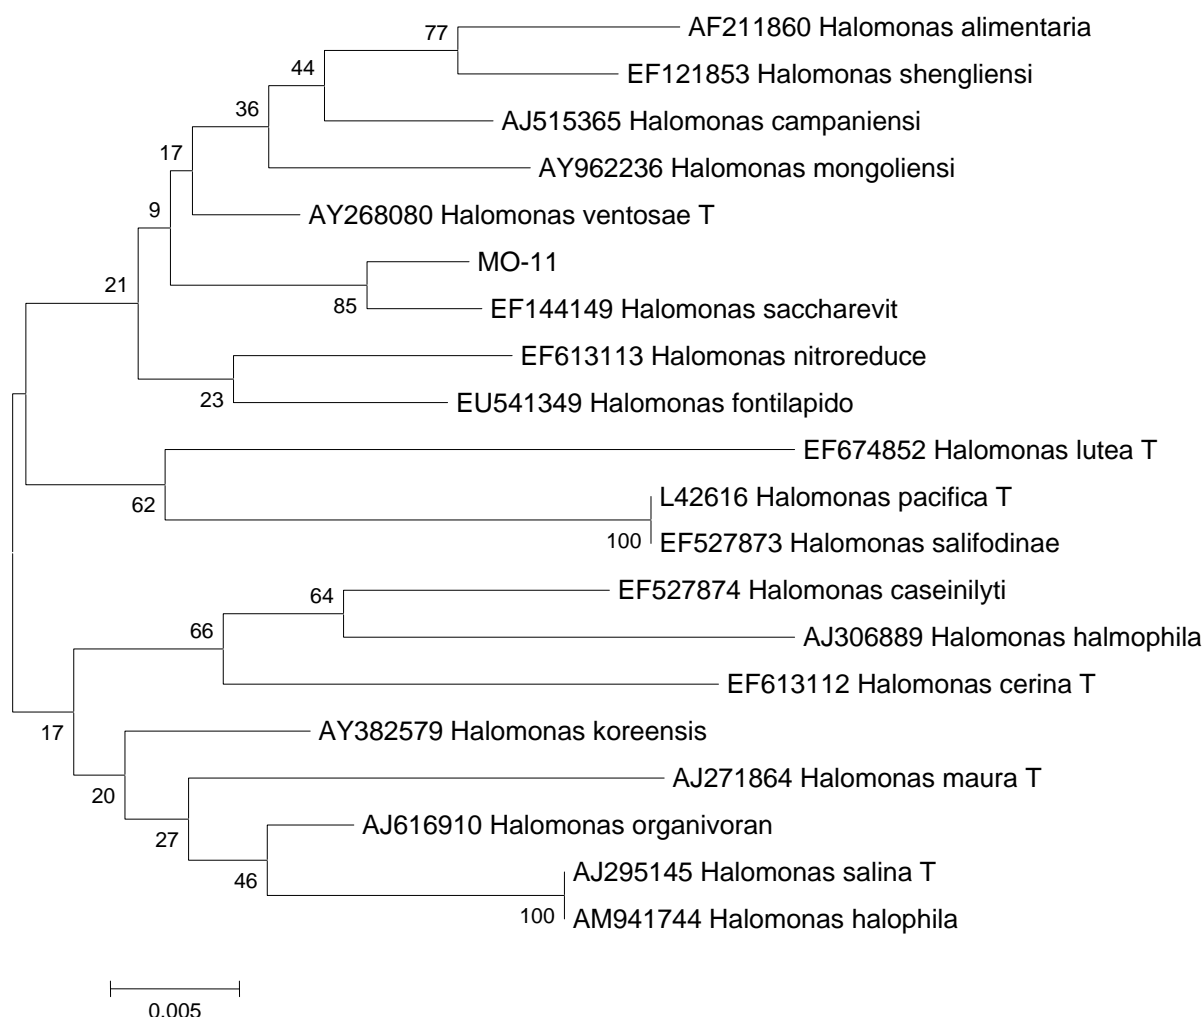 77
AF211860 Halomonas alimentaria
44
EF121853 Halomonas shengliensi
36
AJ515365 Halomonas campaniensi
17
AY962236 Halomonas mongoliensi
9
AY268080 Halomonas ventosae T
MO-11
21
85
EF144149 Halomonas saccharevit
EF613113 Halomonas nitroreduce
23
EU541349 Halomonas fontilapido
EF674852 Halomonas lutea T
62
L42616 Halomonas pacifica T
100
EF527873 Halomonas salifodinae
64
EF527874 Halomonas caseinilyti
66
AJ306889 Halomonas halmophila
EF613112 Halomonas cerina T
17
AY382579 Halomonas koreensis
20
AJ271864 Halomonas maura T
27
AJ616910 Halomonas organivoran
46
AJ295145 Halomonas salina T
100
AM941744 Halomonas halophila
0.005